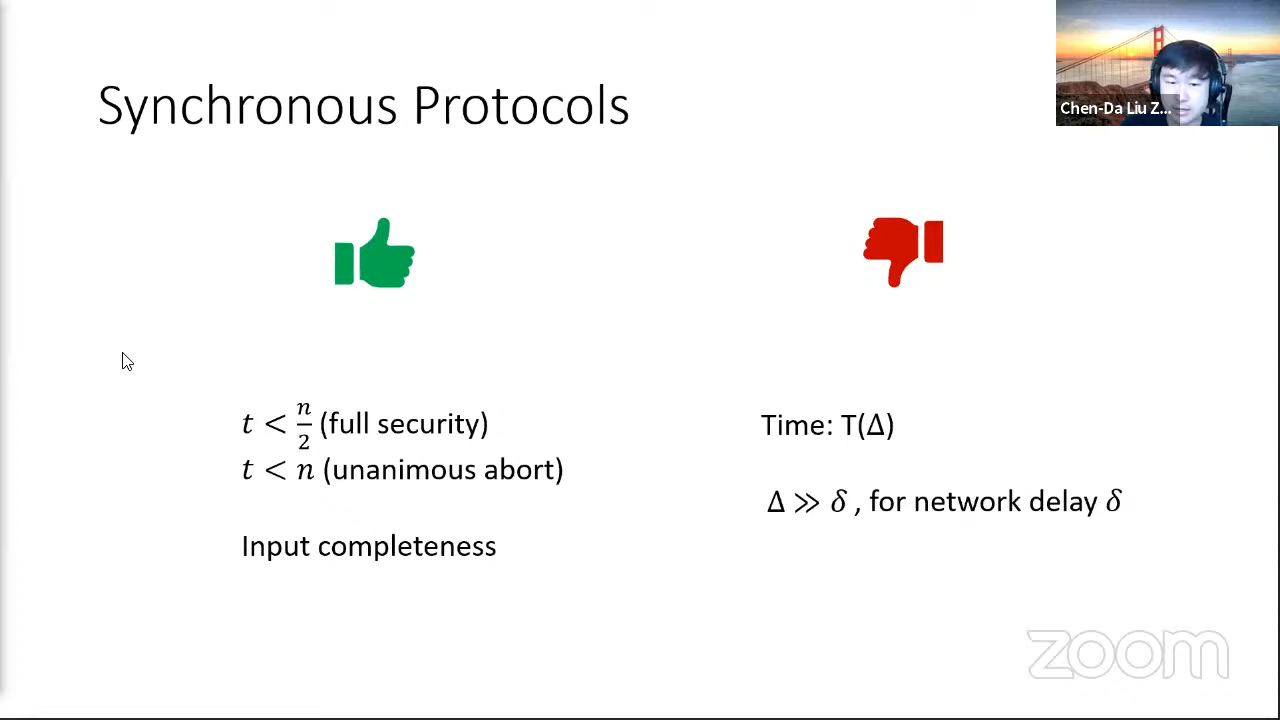 Synchronous Protocols
Chen-Da Liu Z...
t < n/2 (full security)
t < n (unanimous abort)
Input completeness
Time: T(Δ)
Δ ≫ δ , for network delay δ
zoom